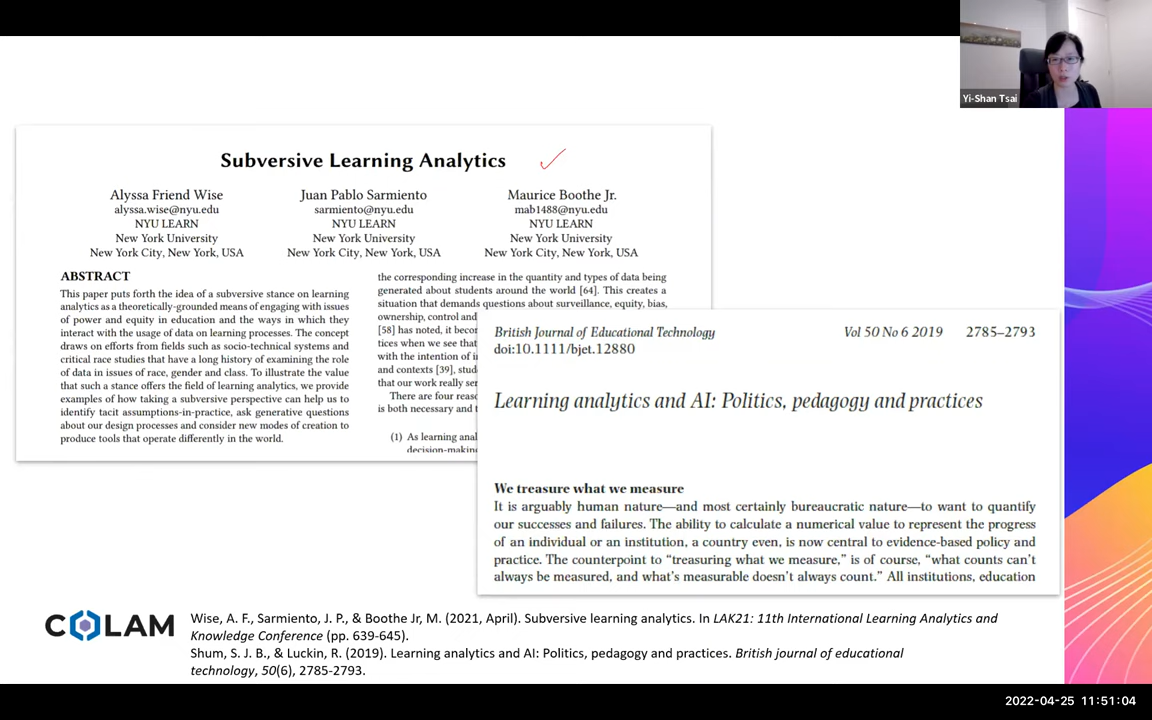 Yi-Shan Tsai
Subversive Learning Analytics
Alyssa Friend Wise
alyssa.wise@nyu.edu
NYU LEARN
New York University
New York City, New York, USA
Juan Pablo Sarmiento
sarmiento@nyu.edu
NYU LEARN
New York University
New York City, New York, USA
Maurice Boothe Jr.
mab1488@nyu.edu
NYU LEARN
New York University
New York City, New York, USA
ABSTRACT
This paper puts forth the idea of a subversive stance on learning
analytics as a theoretically-grounded means of engaging with issues
of power and equity in education and the ways in which they
interact with the usage of data on learning processes. The concept
draws on efforts from fields such as socio-technical systems and
critical race studies that have a long history of examining the role
of data in issues of race, gender and class. To illustrate the value
that such a stance offers the field of learning analytics, we provide
examples of how taking a subversive perspective can help us to
identify tacit assumptions-in-practice, ask generative questions
about our design processes and consider new modes of creation to
produce tools that operate differently in the world.
the corresponding increase in the quantity and types of data being
generated about students around the world [64]. This creates a
situation that demands questions about surveillance, equity, bias,
ownership, control and
[58] has noted, it becor
tices when we see that
with the intention of i
and contexts [39], stud
that our work really ser
There are four reaso
is both necessary and t
(1) As learning anal
decision-makin
British Journal of Educational Technology
Vol 50 No 6 2019
2785–2793
doi:10.1111/bjet.12880
Learning analytics and AI: Politics, pedagogy and practices
We treasure what we measure
It is arguably human nature—and most certainly bureaucratic nature—to want to quantify
our successes and failures. The ability to calculate a numerical value to represent the progress
of an individual or an institution, a country even, is now central to evidence-based policy and
practice. The counterpoint to “treasuring what we measure,” is of course, “what counts can't
always be measured, and what's measurable doesn't always count.” All institutions, education
COLAM
Wise, A. F., Sarmiento, J. P., & Boothe Jr, M. (2021, April). Subversive learning analytics. In LAK21: 11th International Learning Analytics and
Knowledge Conference (pp. 639-645).
Shum, S. J. B., & Luckin, R. (2019). Learning analytics and AI: Politics, pedagogy and practices. British journal of educational
technology, 50(6), 2785-2793.
2022-04-25 11:51:04